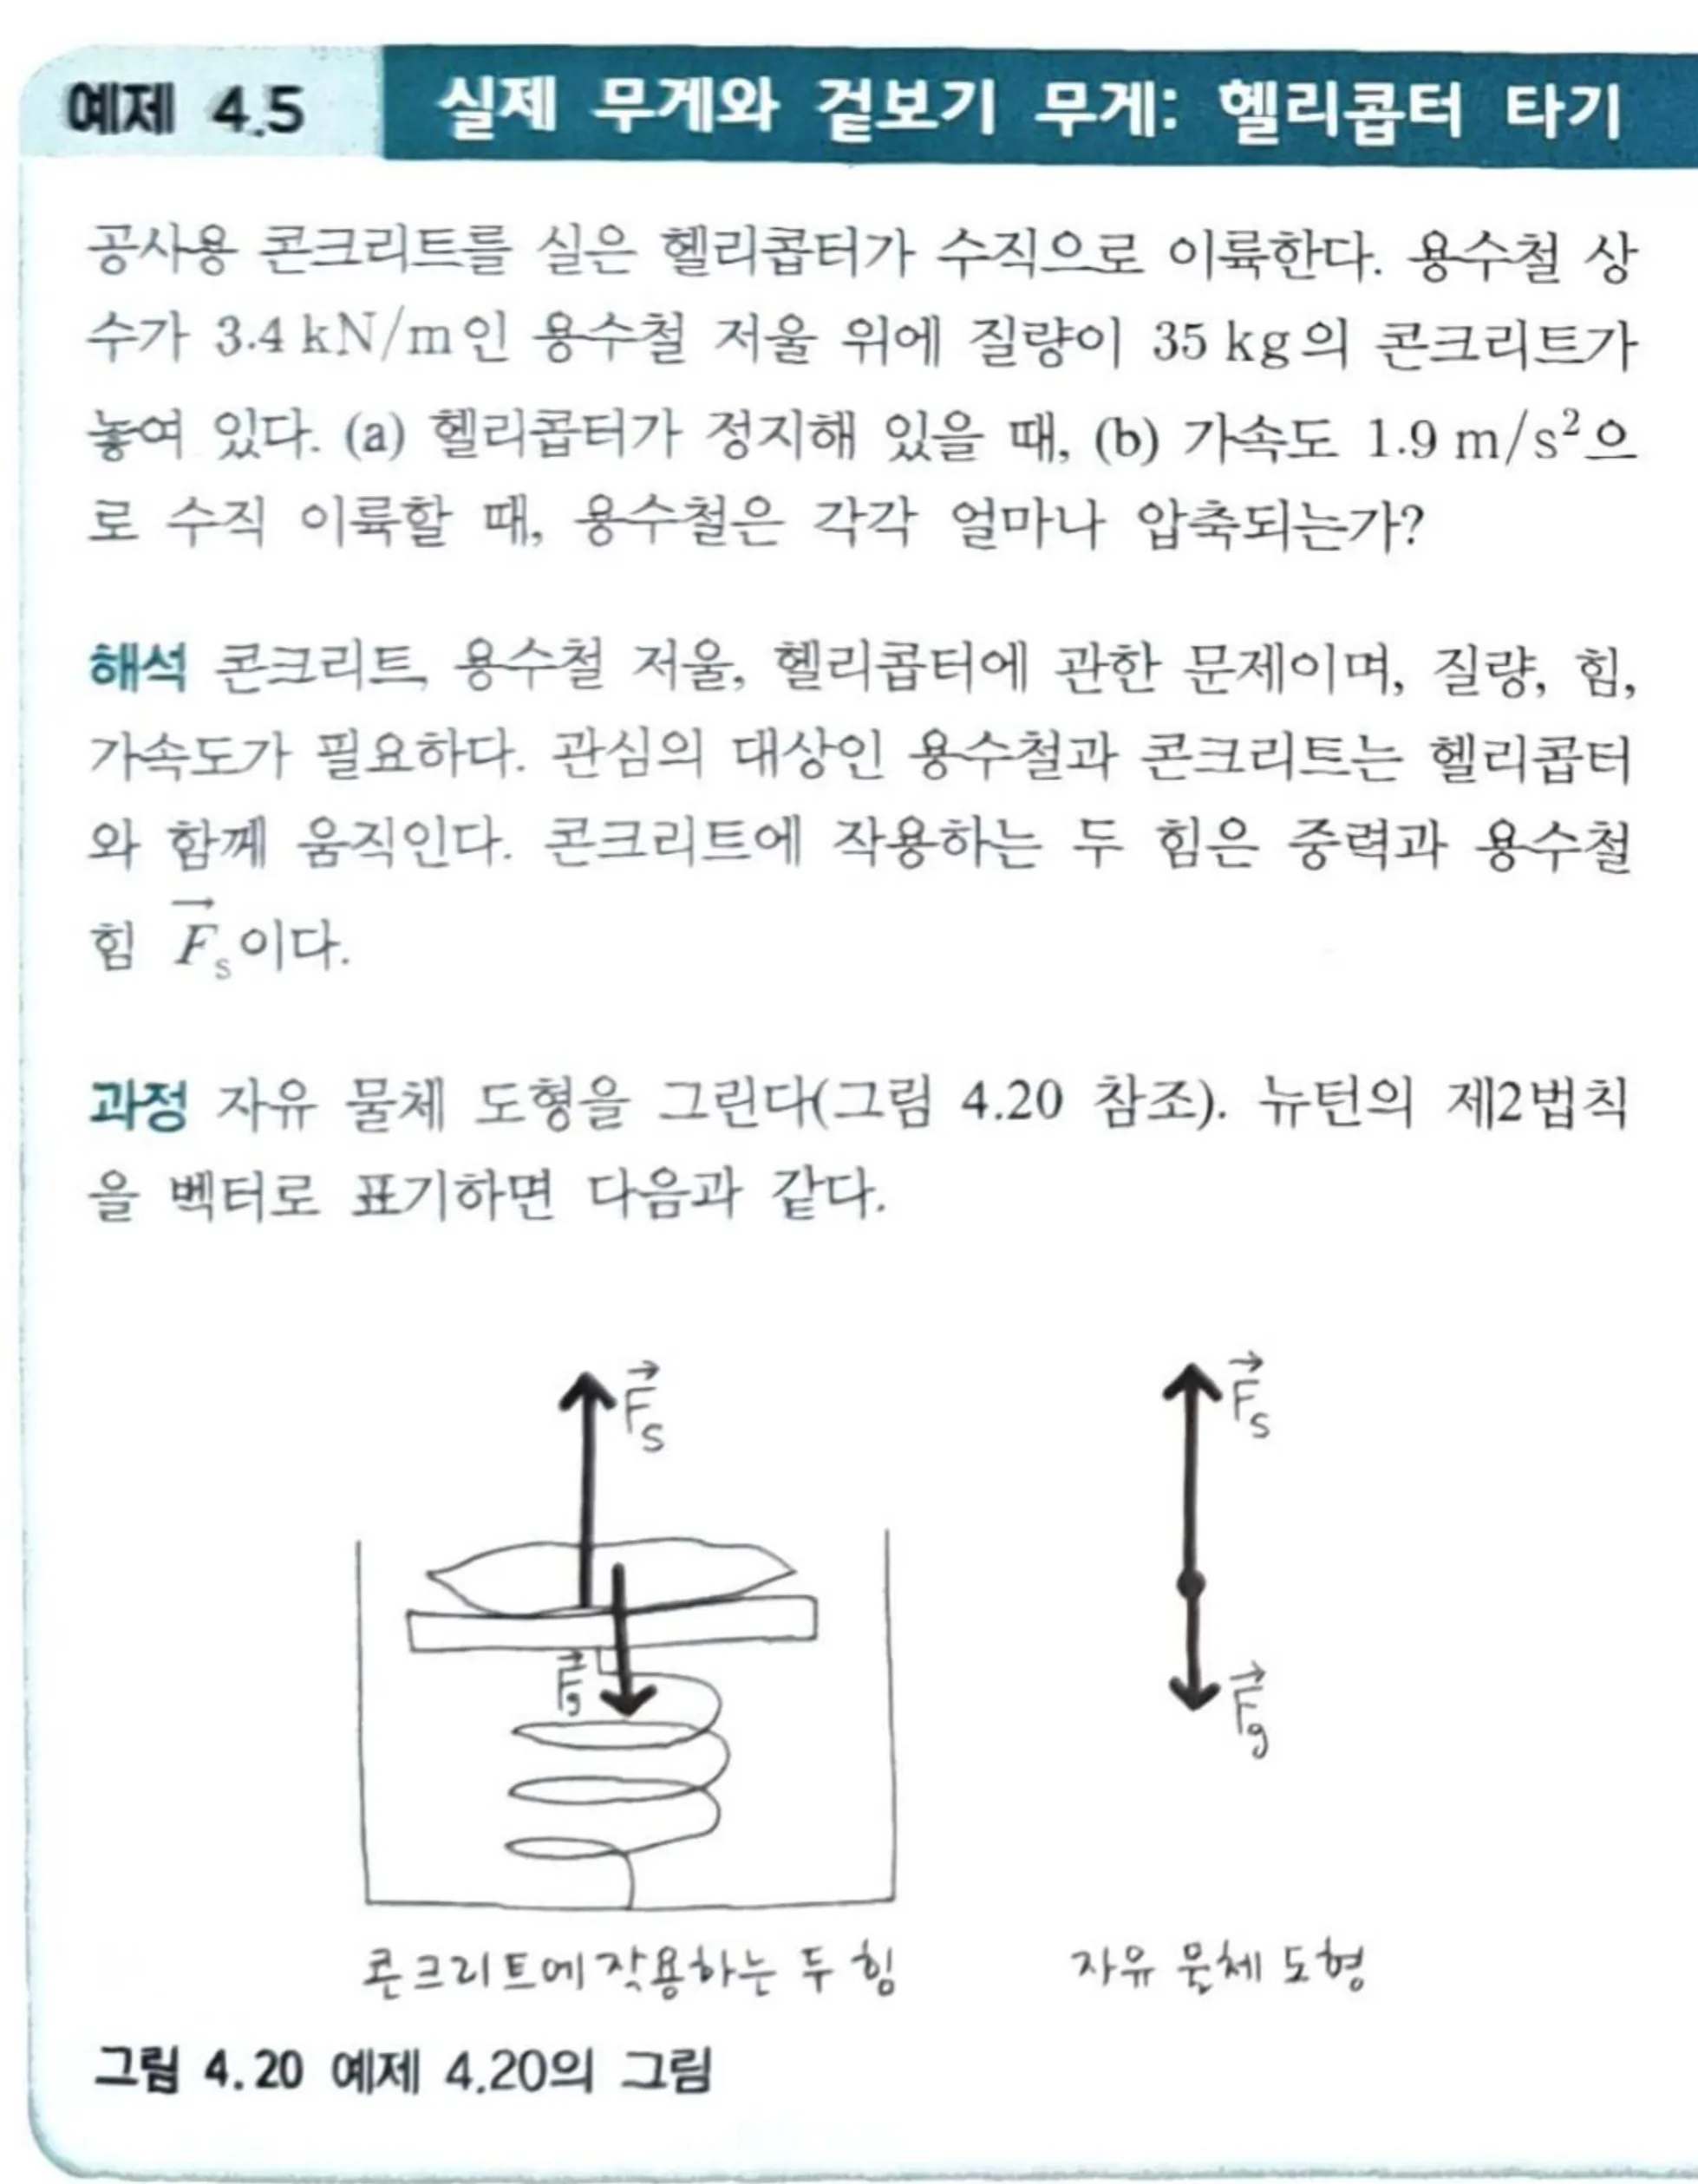 예제 4.5 실제 무게와 겉보기 무게: 헬리콥터 타기
공사용 콘크리트를 실은 헬리콥터가 수직으로 이륙한다. 용수철 상
수가 3.4 kN/m인 용수철 저울 위에 질량이 35 kg의 콘크리트가
놓여 있다. (a) 헬리콥터가 정지해 있을 때, (b) 가속도 1.9 m/s²으
로 수직 이륙할 때, 용수철은 각각 얼마나 압축되는가?
해석 콘크리트, 용수철 저울, 헬리콥터에 관한 문제이며, 질량, 힘,
가속도가 필요하다. 관심의 대상인 용수철과 콘크리트는 헬리콥터
와 함께 움직인다. 콘크리트에 작용하는 두 힘은 중력과 용수철
힘 F⃗s이다.
과정 자유 물체 도형을 그린다(그림 4.20 참조). 뉴턴의 제2법칙
을 벡터로 표기하면 다음과 같다.
F⃗s
F⃗g
F⃗s
F⃗g
콘크리트에 작용하는 두 힘
자유 물체 도형
그림 4.20 예제 4.20의 그림